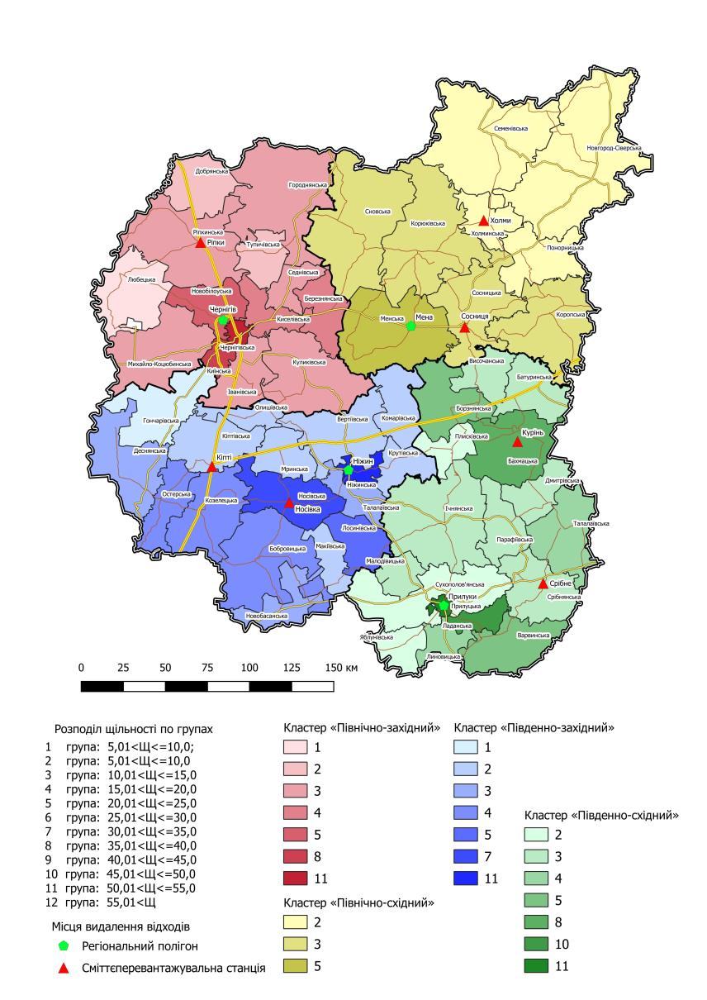 Семенівська
Новгород-Сіверська
Добрянська
Городнянська
Сновська
Корюківська
Холми
Холминська
Ріпкинська
Ріпки
Тупичівська
Понорницька
Любецька
Седнівська
Новобілоуська
Березнянська
Сосницька
Чернігів
Киселівська
Менська
Мена
Сосниця
Коропська
Чернігівська
Михайло-Коцюбинська
Куликівська
Височанська
Киїнська
Батуринська
Іванівська
Олишівська
Борзнянська
Гончарівська
Вертіївська
Комарівська
Кіптівська
Плисківська
Курінь
Деснянська
Кіпті
Крутівська
Ніжин
Бахмацька
Мринська
Ніжинська
Дмитрівська
Остерська
Козелецька
Носівська
Носівка
Талалаївська
Ічнянська
Лосинівська
Талалаївська
Парафіївська
Бобровицька
Макіївська
Малодівицька
Сухополов'янська
Срібне
Прилуки
Срібнянська
Прилуцька
Новобасанська
Ладанська
Яблунівська
Варвинська
Линовицька
0 25 50 75 100 125 150 км
Розподіл щільності по групах
1 група: 5,01<Щ<=10,0;
2 група: 5,01<Щ<=10,0
3 група: 10,01<Щ<=15,0
4 група: 15,01<Щ<=20,0
5 група: 20,01<Щ<=25,0
6 група: 25,01<Щ<=30,0
7 група: 30,01<Щ<=35,0
8 група: 35,01<Щ<=40,0
9 група: 40,01<Щ<=45,0
10 група: 45,01<Щ<=50,0
11 група: 50,01<Щ<=55,0
12 група: 55,01<Щ
Місця видалення відходів
Регіональний полігон
Сміттєперевантажувальна станція
Кластер «Північно-західний»
1
2
3
4
5
8
11
Кластер «Північно-східний»
2
3
5
Кластер «Південно-західний»
1
2
3
4
5
7
11
Кластер «Південно-східний»
2
3
4
5
8
10
11